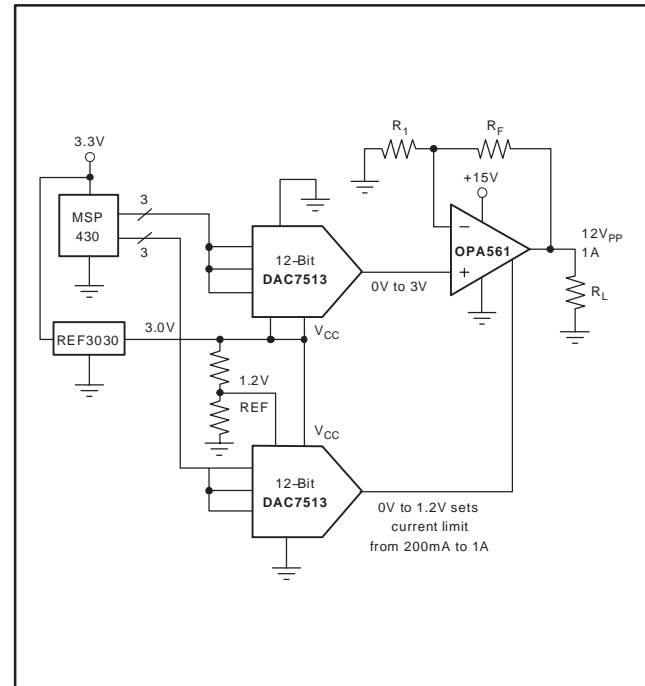 3.3V
MSP
430
3
3
REF3030
3.0V
12–Bit
DAC7513
VCC
1.2V
REF
VCC
12–Bit
DAC7513
0V to 3V
R1
RF
+15V
–
OPA561
+
12VPP
1A
RL
0V to 1.2V sets
current limit
from 200mA to 1A